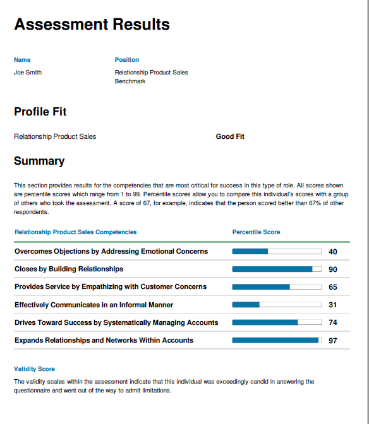 Assessment Results
Name Position
Joe Smith Relationship Product Sales
Benchmark
Profile Fit
Relationship Product Sales Good Fit
Summary
This section provides results for the competencies that are most critical for success in this type of role. All scores shown
are percentile scores which range from 1 to 99. Percentile scores allow you to compare this individual's scores with a group
of others who took the assessment. A score of 67, for example, indicates that the person scored better than 67% of other
respondents.
Relationship Product Sales Competencies Percentile Score
Overcomes Objections by Addressing Emotional Concerns 40
Closes by Building Relationships 90
Provides Service by Empathizing with Customer Concerns 65
Effectively Communicates in an Informal Manner 31
Drives Toward Success by Systematically Managing Accounts 74
Expands Relationships and Networks Within Accounts 97
Validity Score
The validity scales within the assessment indicate that this individual was exceedingly candid in answering the
questionnaire and went out of the way to admit limitations.